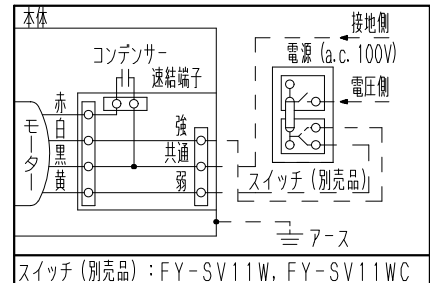 本体
接地側
コンデンサー
電源 (a.c. 100V)
速結端子
電圧側
赤
白
強
モーター
黒
共通
黄
弱
スイッチ (別売品)
アース
スイッチ (別売品) : FY-SV11W, FY-SV11WC